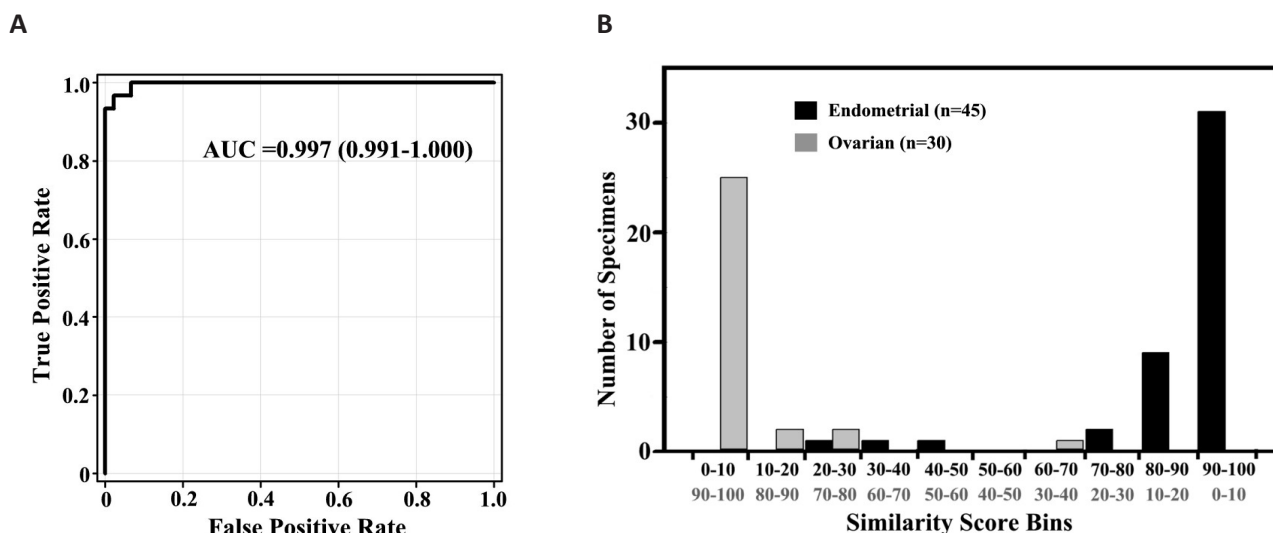 A
1.0
0.8
0.6
0.4
0.2
0
0 0.2 0.4 0.6 0.8 1.0
True Positive Rate
False Positive Rate
AUC =0.997 (0.991-1.000)
B
30
20
10
0
Number of Specimens
Endometrial (n=45)
Ovarian (n=30)
0-10 10-20 20-30 30-40 40-50 50-60 60-70 70-80 80-90 90-100
90-100 80-90 70-80 60-70 50-60 40-50 30-40 20-30 10-20 0-10
Similarity Score Bins